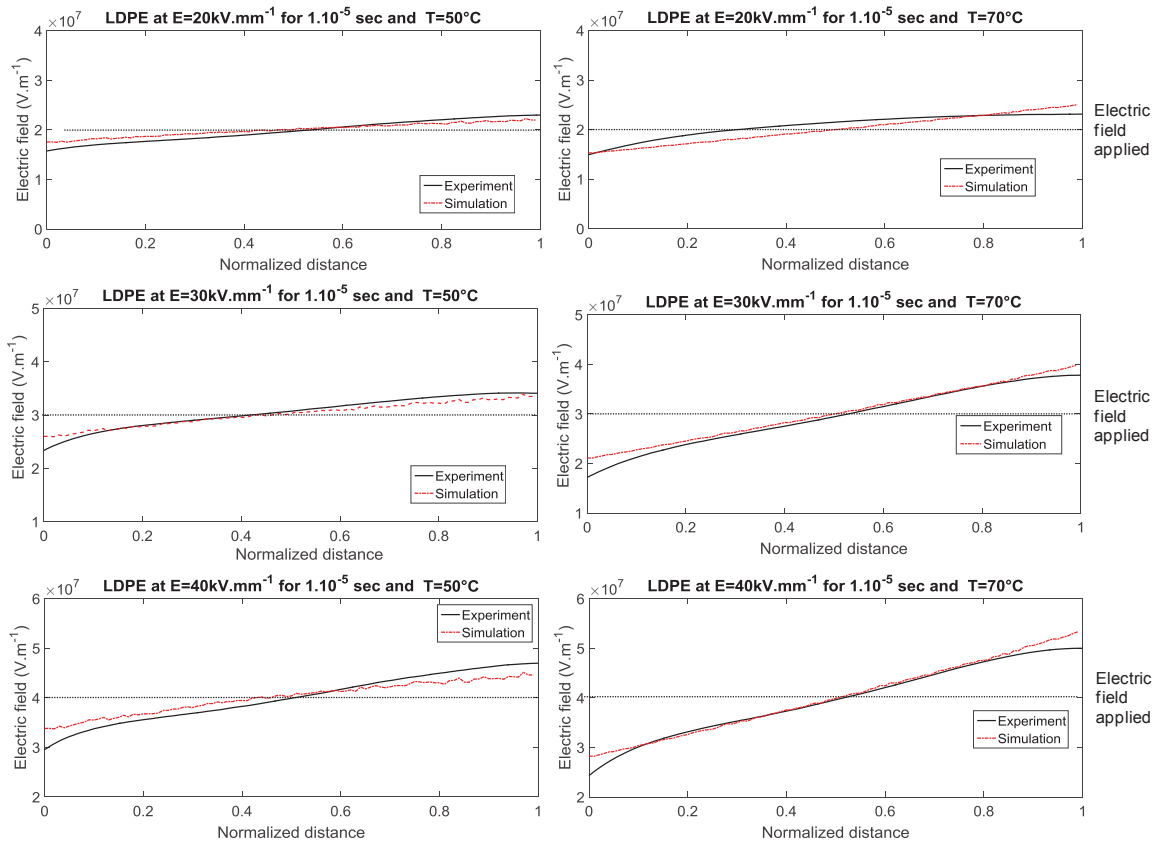 LDPE at E=20kV.mm-1 for 1.10-5 sec and T=50°C
×107
4
3
2
1
0
Electric field (V.m-1)
Experiment
Simulation
0 0.2 0.4 0.6 0.8 1
Normalized distance
LDPE at E=20kV.mm-1 for 1.10-5 sec and T=70°C
×107
4
3
2
1
0
Electric field (V.m-1)
Experiment
Simulation
0 0.2 0.4 0.6 0.8 1
Normalized distance
Electric
field
applied
LDPE at E=30kV.mm-1 for 1.10-5 sec and T=50°C
×107
5
4
3
2
1
Electric field (V.m-1)
Experiment
Simulation
0 0.2 0.4 0.6 0.8 1
Normalized distance
LDPE at E=30kV.mm-1 for 1.10-5 sec and T=70°C
×107
5
4
3
2
1
Electric field (V.m-1)
Experiment
Simulation
0 0.2 0.4 0.6 0.8 1
Normalized distance
Electric
field
applied
LDPE at E=40kV.mm-1 for 1.10-5 sec and T=50°C
×107
6
5
4
3
2
Electric field (V.m-1)
Experiment
Simulation
0 0.2 0.4 0.6 0.8 1
Normalized distance
LDPE at E=40kV.mm-1 for 1.10-5 sec and T=70°C
×107
6
5
4
3
2
Electric field (V.m-1)
Experiment
Simulation
0 0.2 0.4 0.6 0.8 1
Normalized distance
Electric
field
applied